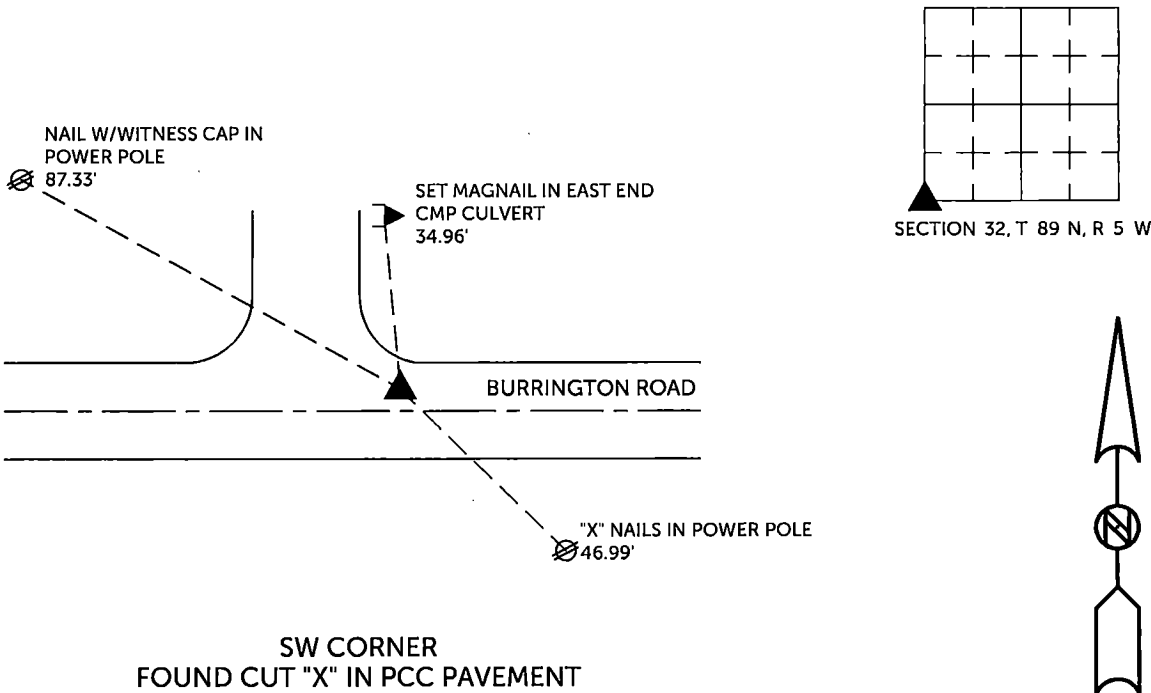 NAIL W/WITNESS CAP IN
POWER POLE
87.33'
SET MAGNAIL IN EAST END
CMP CULVERT
34.96'
SECTION 32, T 89 N, R 5 W
BURRINGTON ROAD
"X" NAILS IN POWER POLE
46.99'
N
SW CORNER
FOUND CUT "X" IN PCC PAVEMENT